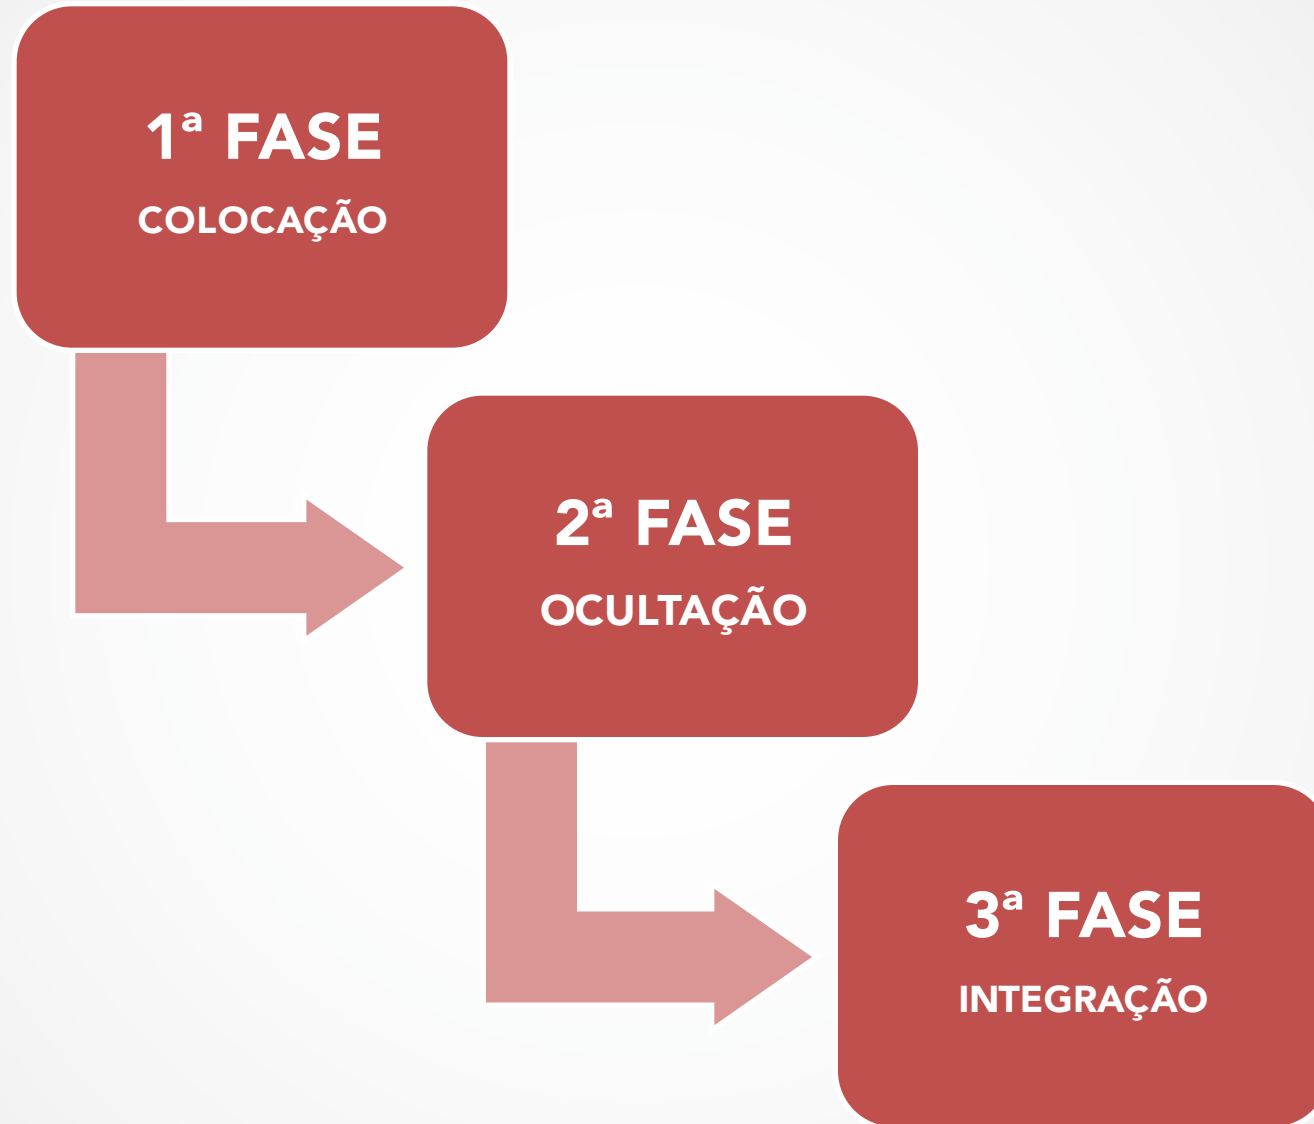 1ª FASE
COLOCAÇÃO
2ª FASE
OCULTAÇÃO
3ª FASE
INTEGRAÇÃO